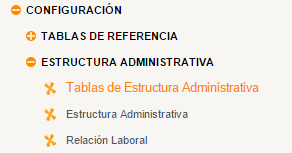 CONFIGURACIÓN
TABLAS DE REFERENCIA
ESTRUCTURA ADMINISTRATIVA
Tablas de Estructura Administrativa
Estructura Administrativa
Relación Laboral